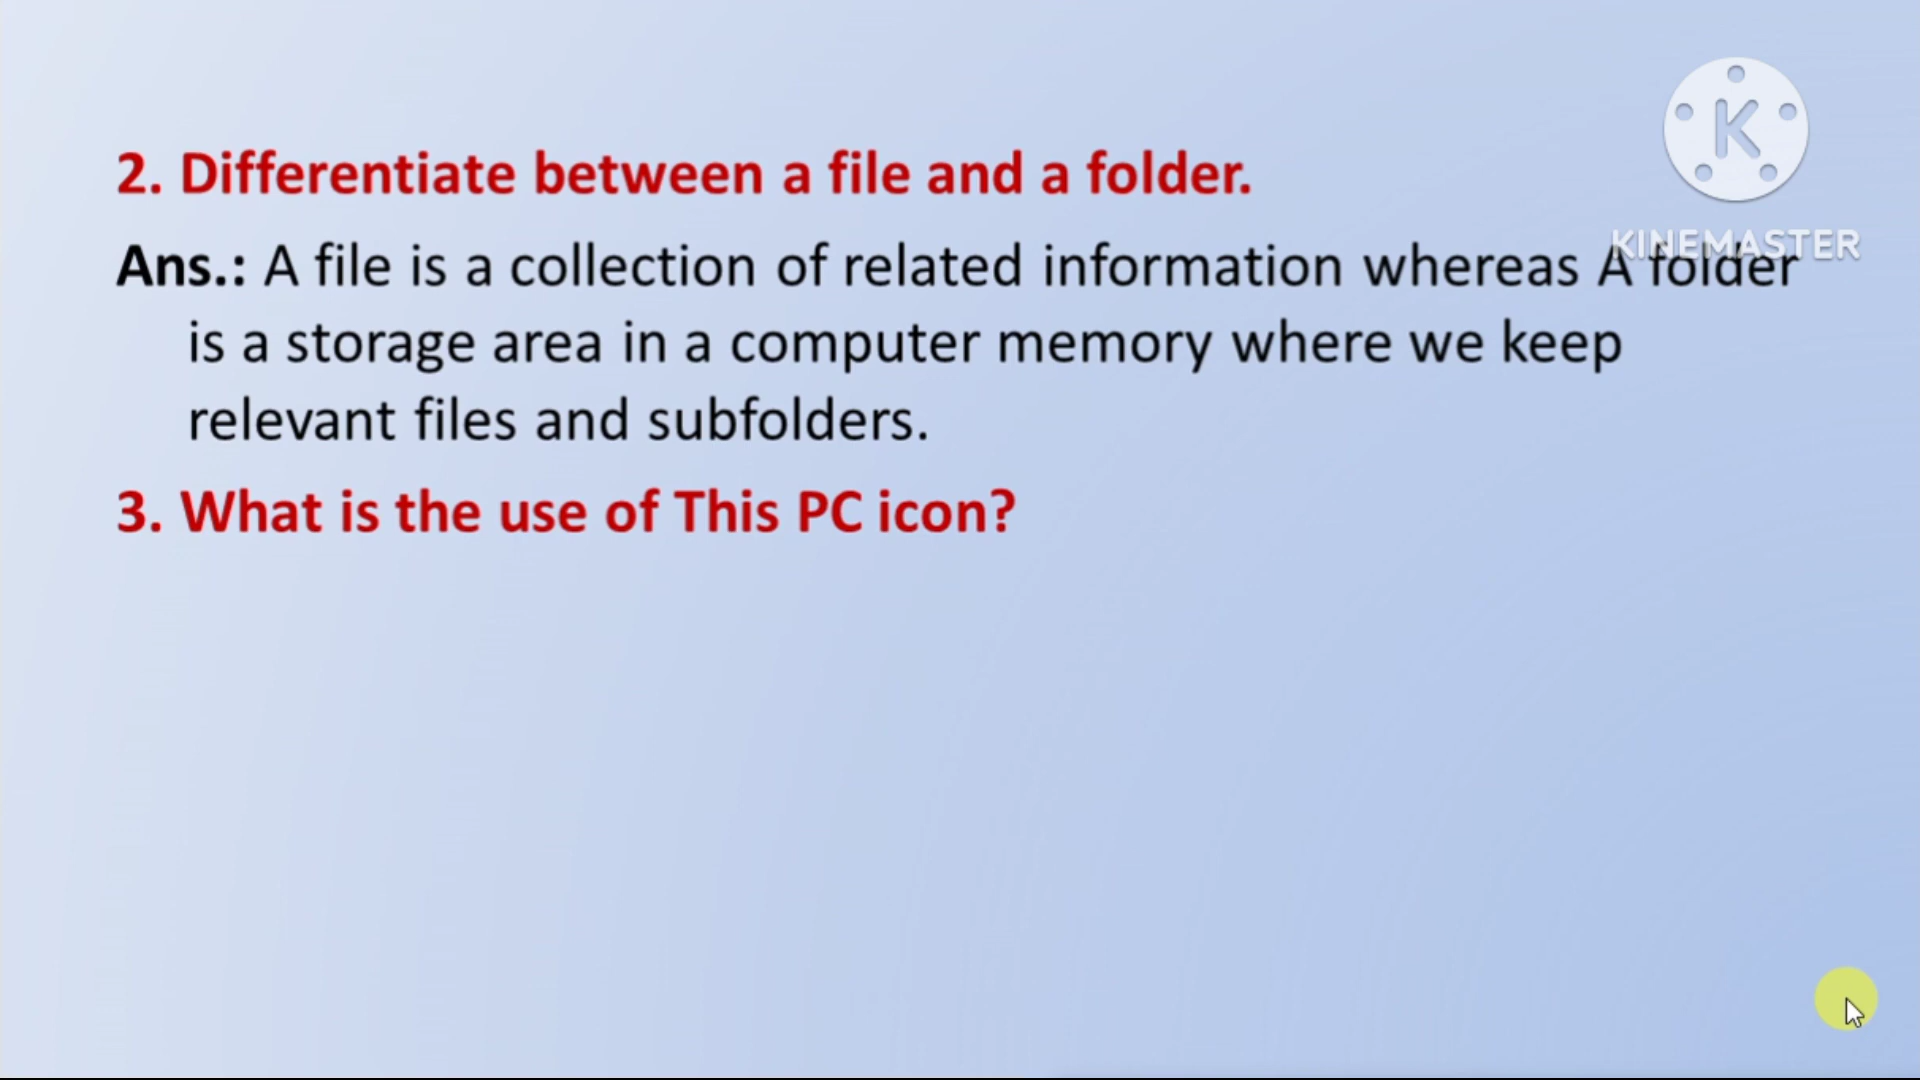 K
KINEMASTER
2. Differentiate between a file and a folder.
Ans.: A file is a collection of related information whereas A folder
is a storage area in a computer memory where we keep
relevant files and subfolders.
3. What is the use of This PC icon?